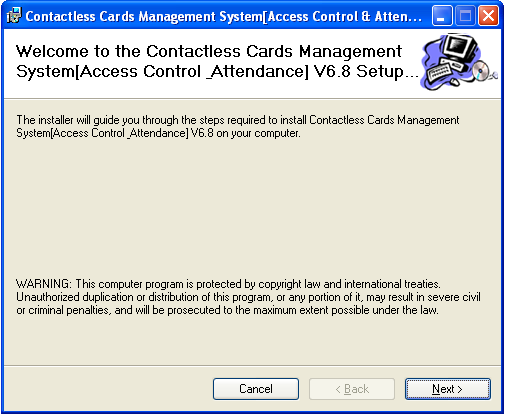 Contactless Cards Management System[Access Control & Atten...
Welcome to the Contactless Cards Management
System[Access Control _Attendance] V6.8 Setup...
The installer will guide you through the steps required to install Contactless Cards Management
System[Access Control _Attendance] V6.8 on your computer.
WARNING: This computer program is protected by copyright law and international treaties.
Unauthorized duplication or distribution of this program, or any portion of it, may result in severe civil
or criminal penalties, and will be prosecuted to the maximum extent possible under the law.
Cancel
< Back
Next >